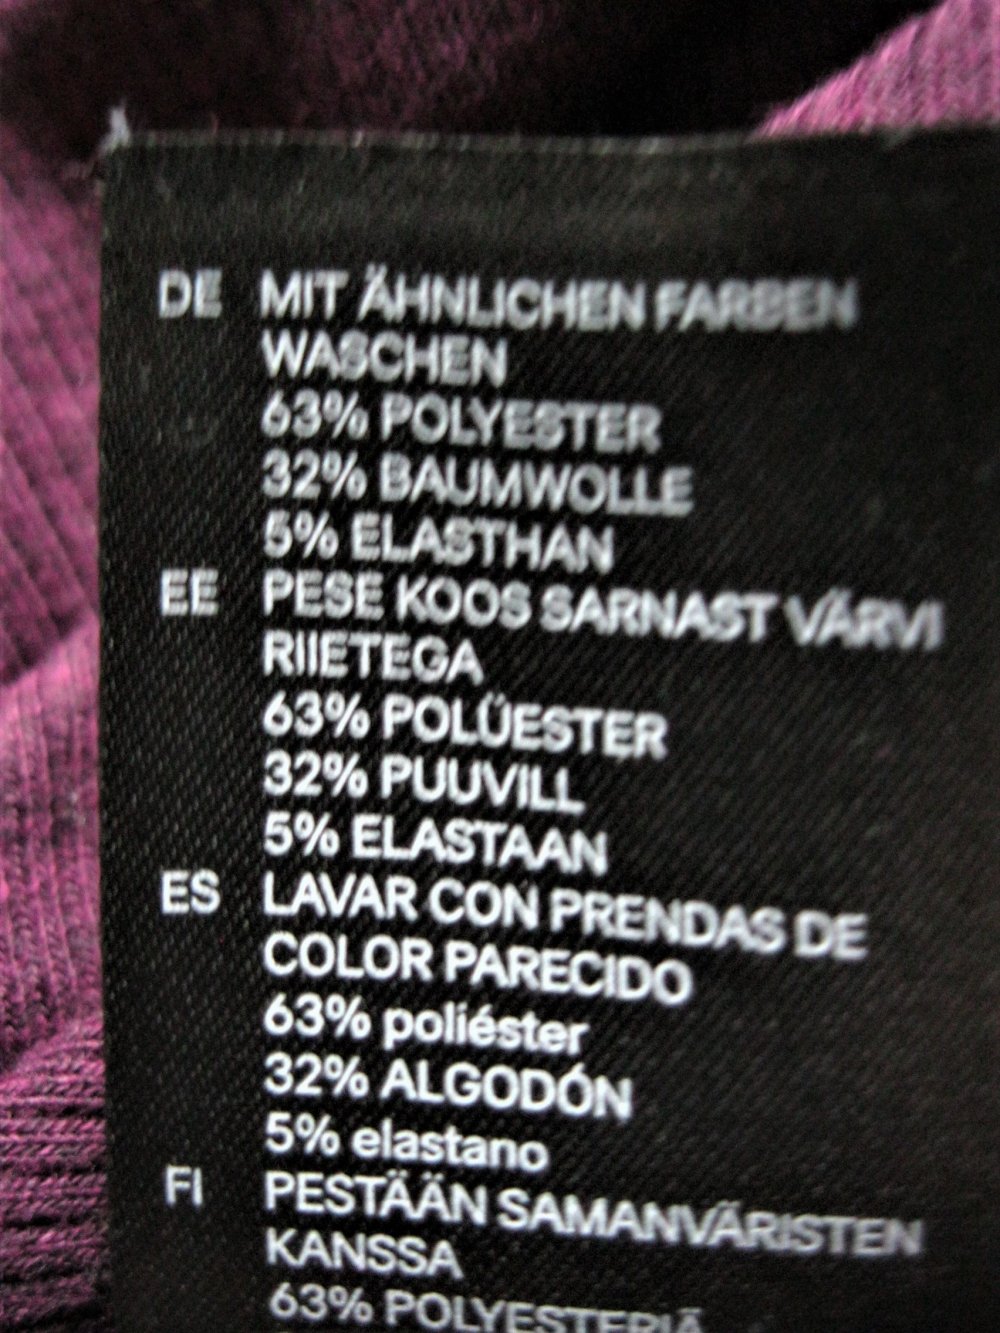 DE MIT ÄHNLICHEN FARBEN
WASCHEN
63% POLYESTER
32% BAUMWOLLE
5% ELASTHAN
EE PESE KOOS SARNAST VÄRVI
RIIETEGA
63% POLÜESTER
32% PUUVILL
5% ELASTAAN
ES LAVAR CON PRENDAS DE
COLOR PARECIDO
63% poliéster
32% ALGODÓN
5% elastano
FI PESTÄÄN SAMANVÄRISTEN
KANSSA
63% POLYESTERIÄ